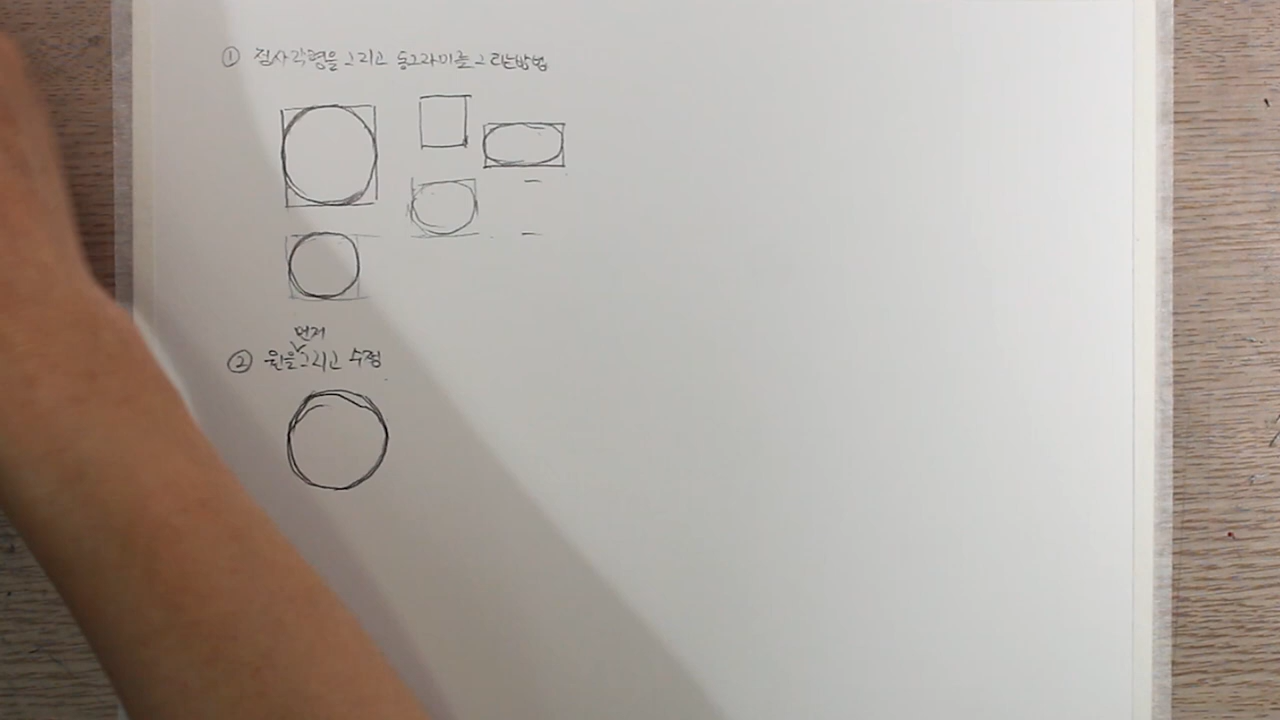 ① 정사각형을 그리고 동그라미를 그리는방법
먼저
② 원을 그리고 수정